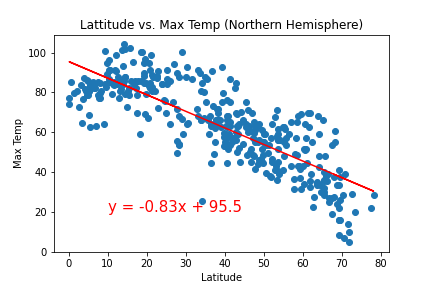 Lattitude vs. Max Temp (Northern Hemisphere)
100
80
60
40
20
0
Max Temp
y = -0.83x + 95.5
0 10 20 30 40 50 60 70 80
Latitude